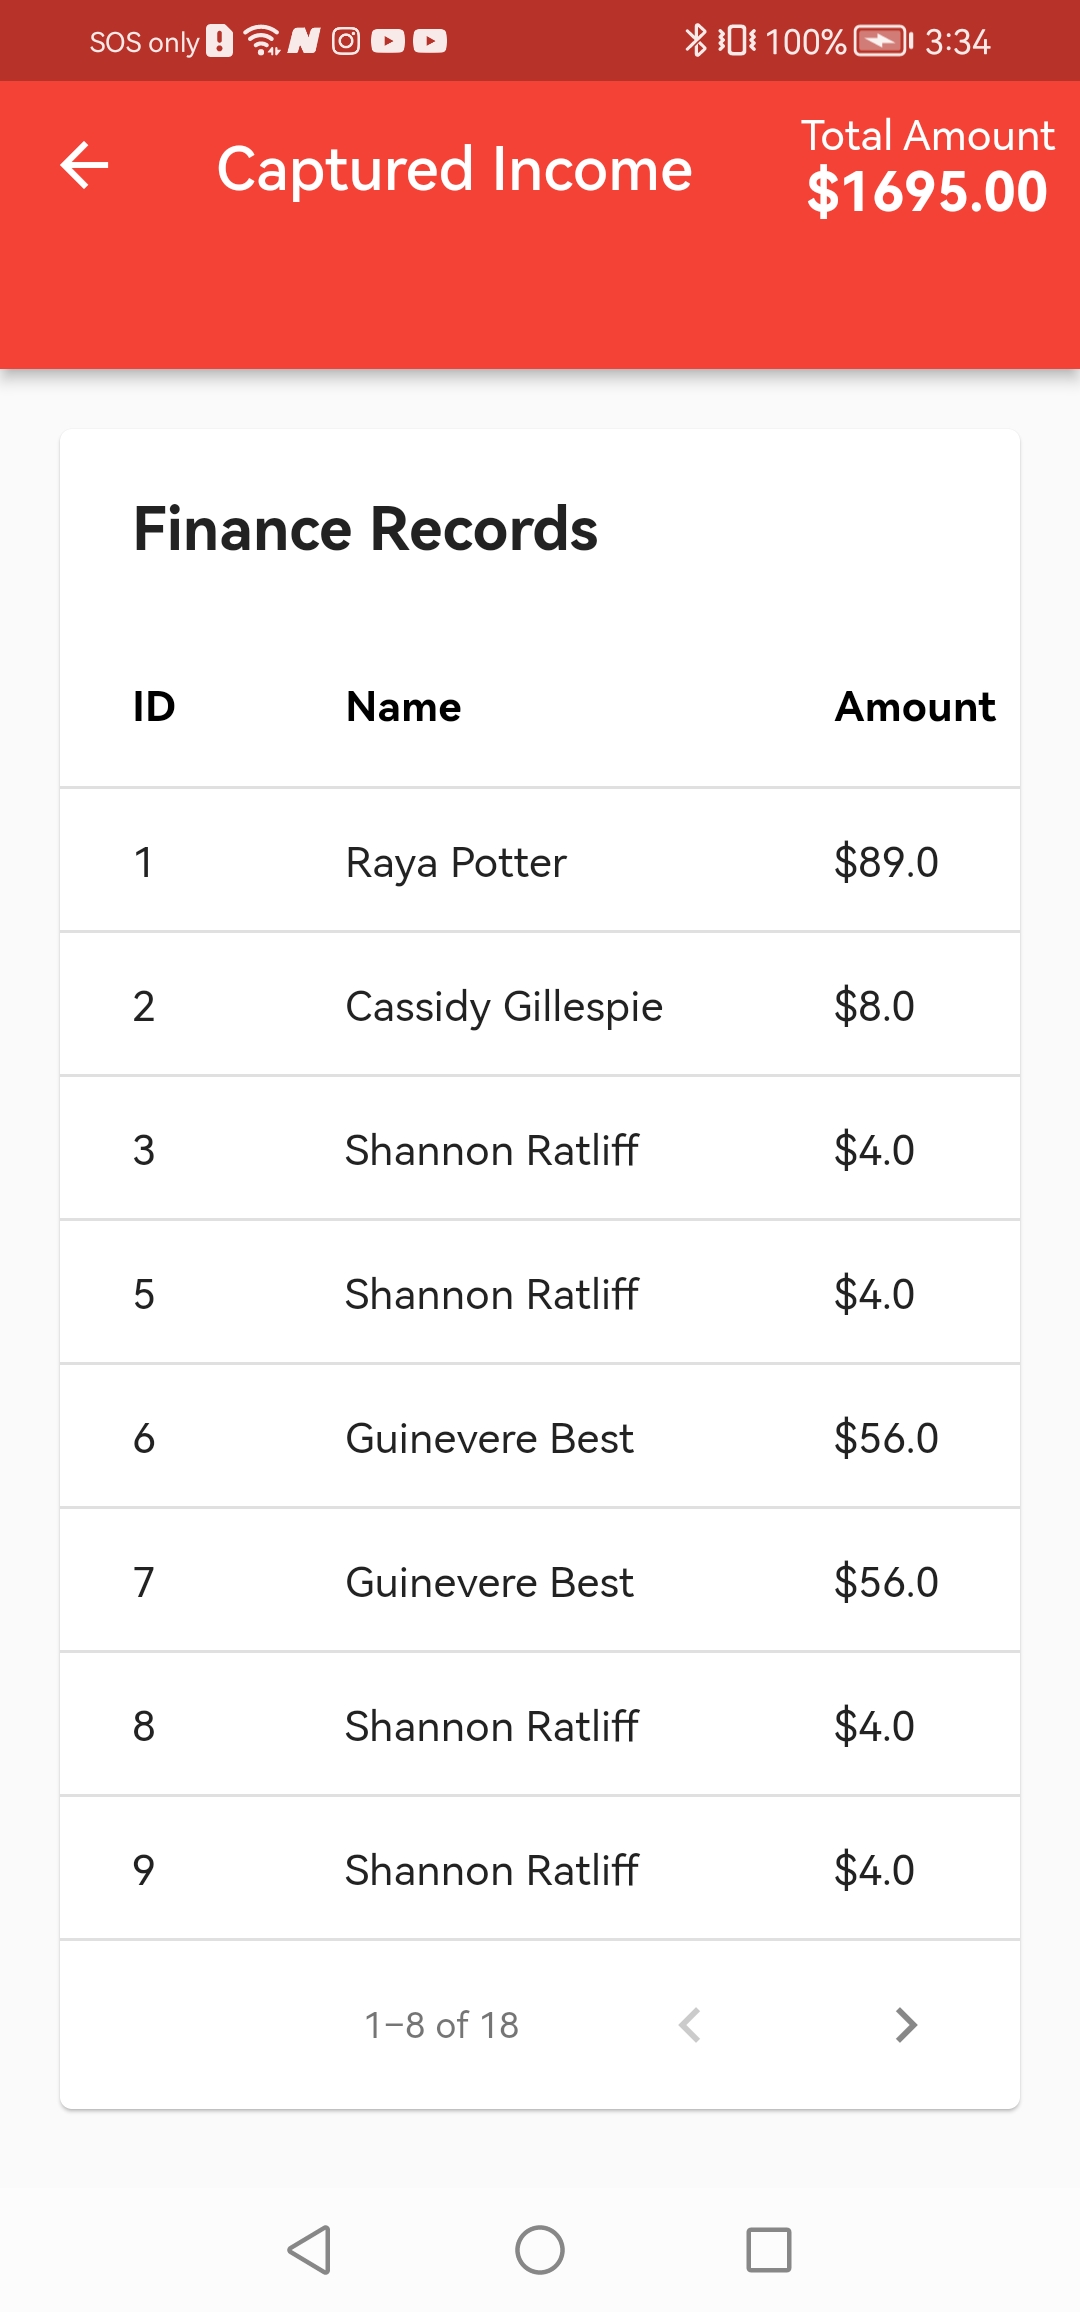 SOS only 100% 3:34
Captured Income
Total Amount
$1695.00
Finance Records
ID Name Amount
1 Raya Potter $89.0
2 Cassidy Gillespie $8.0
3 Shannon Ratliff $4.0
5 Shannon Ratliff $4.0
6 Guinevere Best $56.0
7 Guinevere Best $56.0
8 Shannon Ratliff $4.0
9 Shannon Ratliff $4.0
1–8 of 18